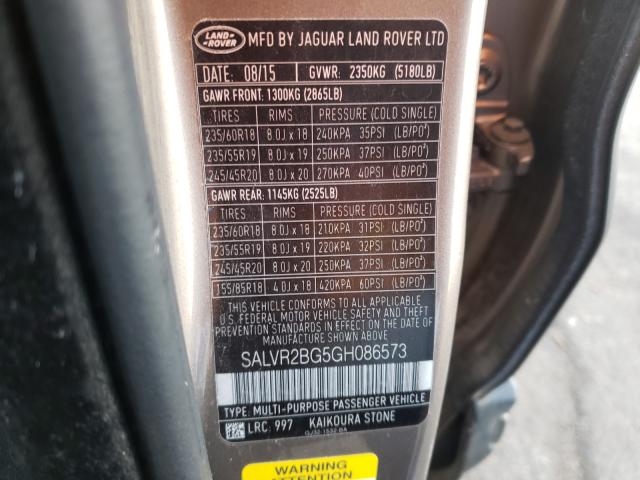 LAND-ROVER MFD BY JAGUAR LAND ROVER LTD
DATE: 08/15 GVWR: 2350KG (5180LB)
GAWR FRONT: 1300KG (2865LB)
TIRES RIMS PRESSURE (COLD SINGLE)
235/60R18 8.0J x 18 240KPA 35PSI (LB/PO²)
235/55R19 8.0J x 19 250KPA 37PSI (LB/PO²)
245/45R20 8.0J x 20 270KPA 40PSI (LB/PO²)
GAWR REAR: 1145KG (2525LB)
TIRES RIMS PRESSURE (COLD SINGLE)
235/60R18 8.0J x 18 210KPA 31PSI (LB/PO²)
235/55R19 8.0J x 19 220KPA 32PSI (LB/PO²)
245/45R20 8.0J x 20 250KPA 37PSI (LB/PO²)
155/85R18 4.0J x 18 420KPA 60PSI (LB/PO²)
THIS VEHICLE CONFORMS TO ALL APPLICABLE
U.S. FEDERAL MOTOR VEHICLE SAFETY AND THEFT
PREVENTION STANDARDS IN EFFECT ON THE DATE OF
MANUFACTURE SHOWN ABOVE
SALVR2BG5GH086573
TYPE: MULTI-PURPOSE PASSENGER VEHICLE
LRC: 997 KAIKOURA STONE
GJ32-1532-BA
WARNING ATTENTION